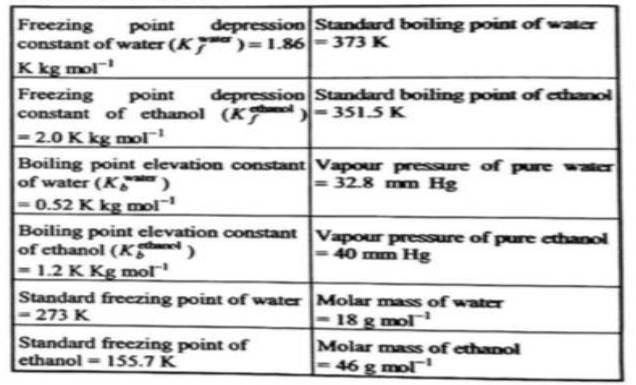 Freezing point depression
constant of water (K_f^water) = 1.86
K kg mol⁻¹
Standard boiling point of water
= 373 K
Freezing point depression
constant of ethanol (K_f^ethanol)
= 2.0 K kg mol⁻¹
Standard boiling point of ethanol
= 351.5 K
Boiling point elevation constant
of water (K_b^water)
= 0.52 K kg mol⁻¹
Vapour pressure of pure water
= 32.8 mm Hg
Boiling point elevation constant
of ethanol (K_b^ethanol)
= 1.2 K Kg mol⁻¹
Vapour pressure of pure ethanol
= 40 mm Hg
Standard freezing point of water
= 273 K
Molar mass of water
= 18 g mol⁻¹
Standard freezing point of
ethanol = 155.7 K
Molar mass of ethanol
= 46 g mol⁻¹